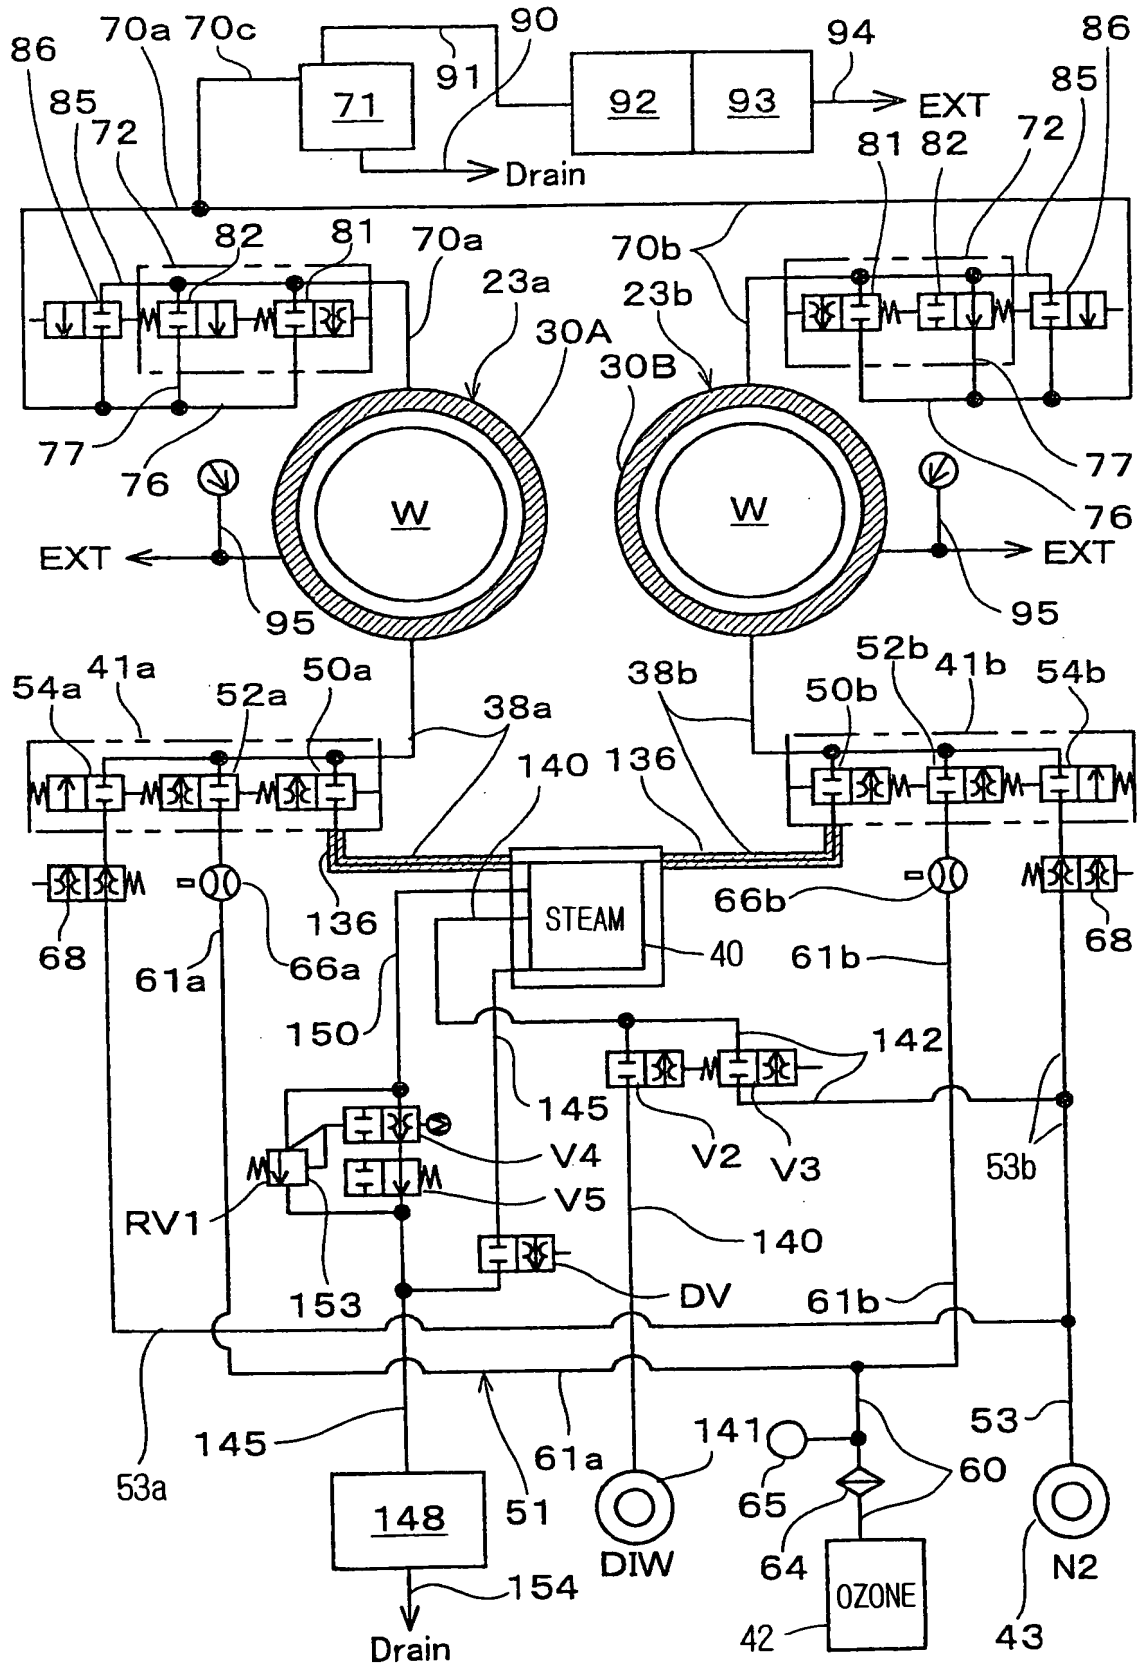 90
70a 70c 94 86
86 91
85 71 92 93 EXT 85
72 81 82 72
Drain
82 81 70a 70b 86
23a 23b
30A 30B
77 77
76 76
W W
EXT EXT
95 95
41a 50a 52b 41b
54a 52a 38a 38b 50b 54b
140 136
136 STEAM 66b
68 40 68
61a 66a 61b
150 142
145
V4 V2 V3 53b
V5
RV1 140
153 DV 61b
145 61a 141 53
53a 65 60
148 51 64
DIW N2
154 OZONE
42 43
Drain